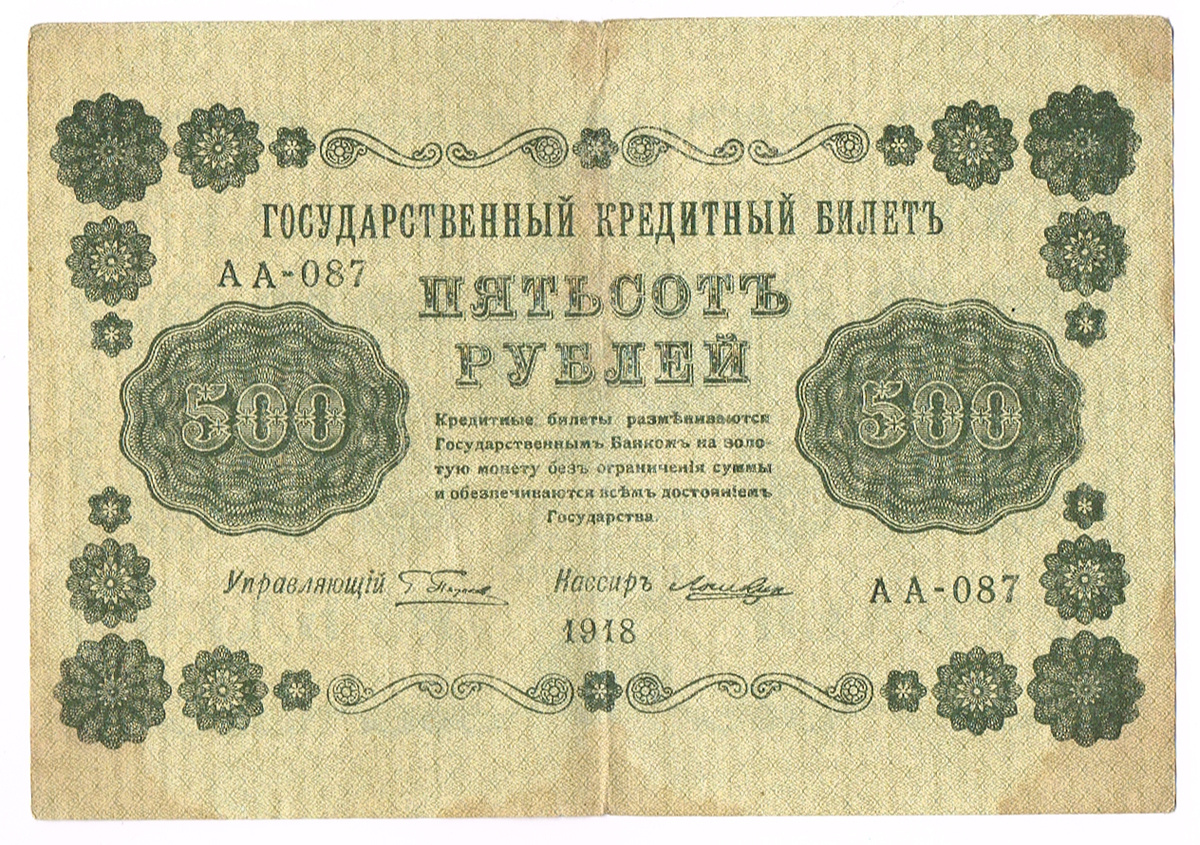 ГОСУДАРСТВЕННЫЙ КРЕДИТНЫЙ БИЛЕТЪ
АА-087
ПЯТЬСОТЪ
РУБЛЕЙ
500
500
Кредитные билеты размѣниваются
Государственнымъ Банкомъ на золо-
тую монету безъ ограниченія суммы
и обезпечиваются всѣмъ достояніемъ
Государства.
Управляющій Кассиръ
АА-087
1918